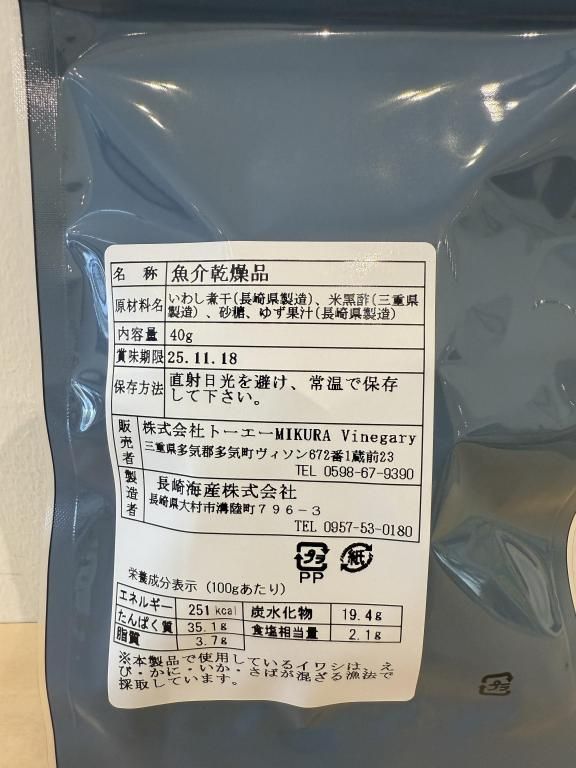 名 称 魚介乾燥品
原材料名 いわし煮干(長崎県製造)、米黒酢(三重県
製造)、砂糖、ゆず果汁(長崎県製造)
内容量 40g
賞味期限 25.11.18
保存方法 直射日光を避け、常温で保存
して下さい。
販売者 株式会社トーエーMIKURA Vinegary
三重県多気郡多気町ヴィソン672番1蔵前23
TEL 0598-67-9390
製造者 長崎海産株式会社
長崎県大村市溝陸町796-3
TEL 0957-53-0180
プラ 紙
PP
栄養成分表示 (100gあたり)
エネルギー 251kcal 炭水化物 19.4g
たんぱく質 35.1g 食塩相当量 2.1g
脂質 3.7g
※本製品で使用しているイワシは、え
び・かに・いか・さばが混ざる漁法で
採取しています。
プラ